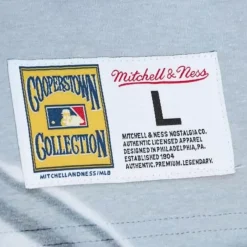 COOPERSTOWN
COLLECTION
MITCHELLANDNESS/MLB
Mitchell & Ness
L
MITCHELL & NESS NOSTALGIA CO.
AUTHENTIC LICENSED APPAREL
DESIGNED IN PHILADELPHIA, PA
ESTABLISHED 1904
AUTHENTIC. PREMIUM. LEGENDARY.